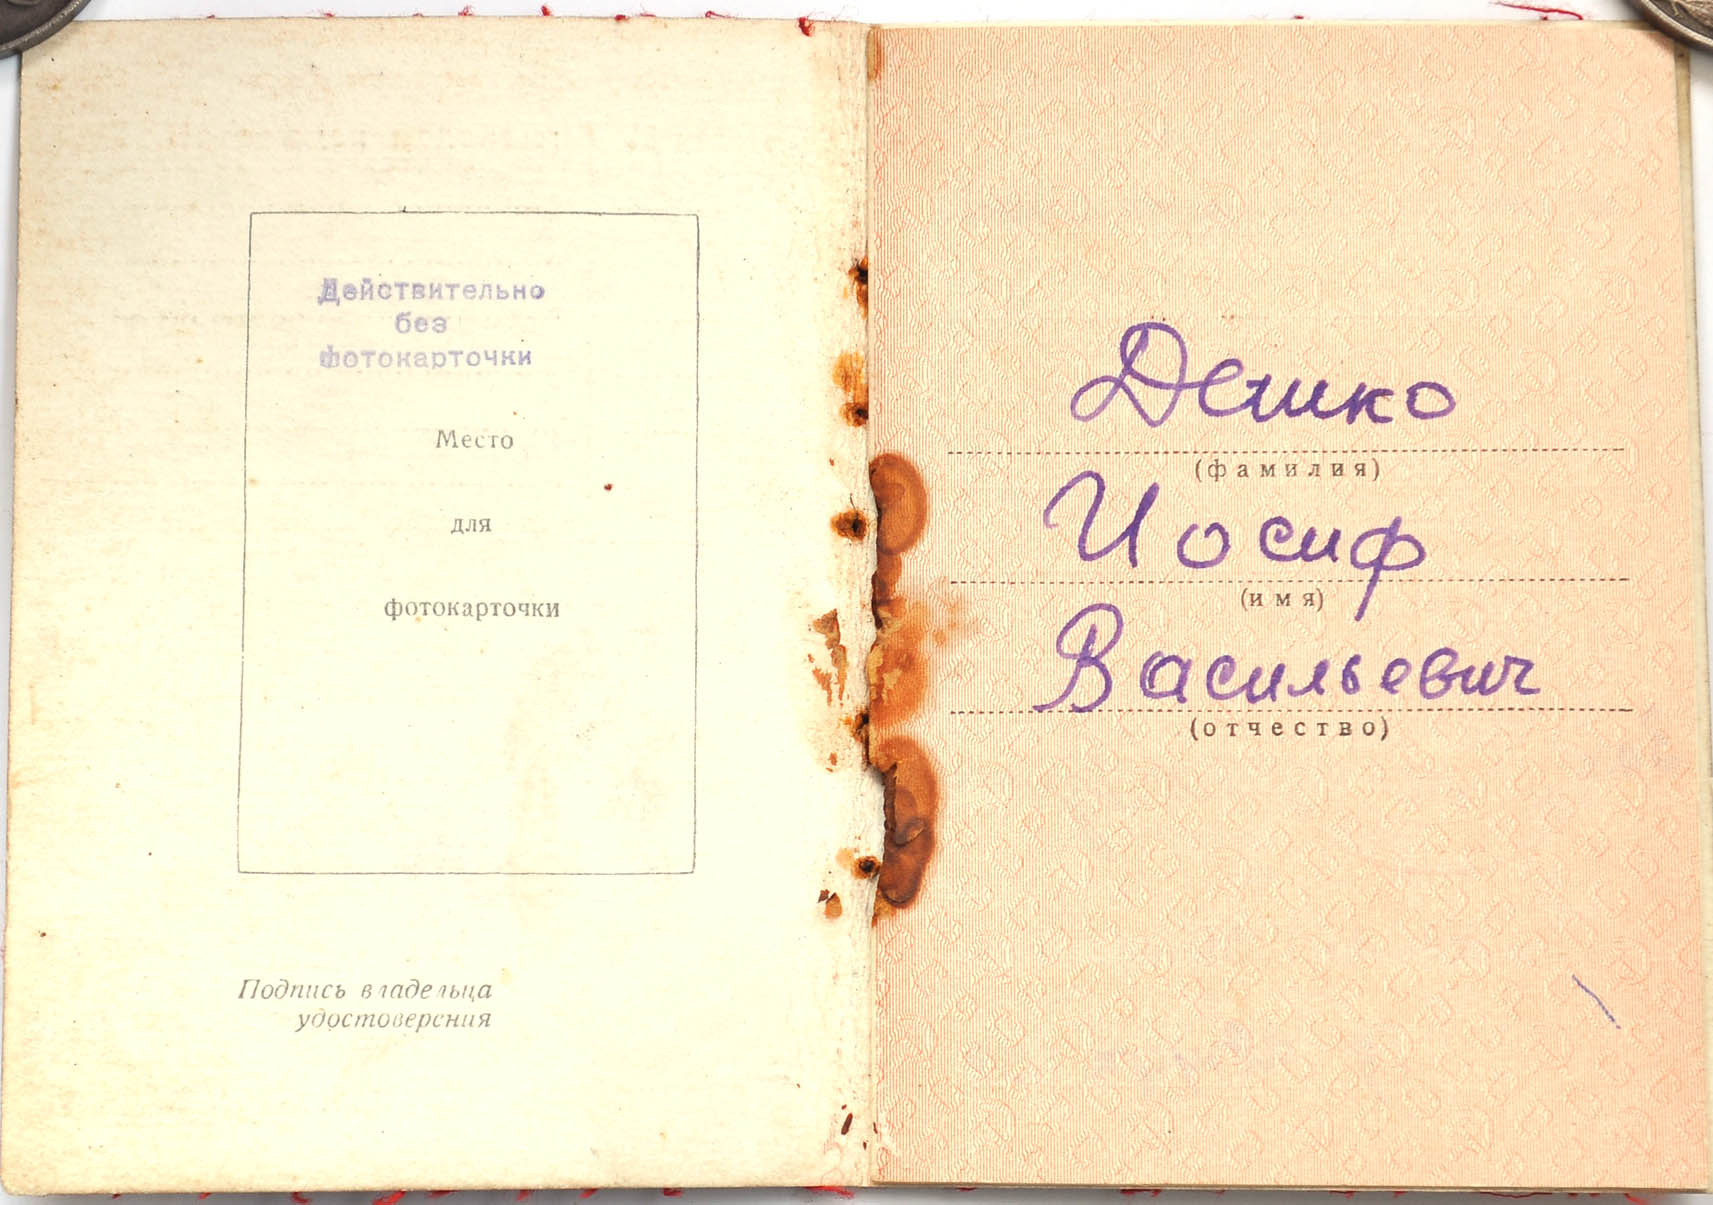 Действительно
без
фотокарточки
Место
для
фотокарточки
Подпись владельца
удостоверения
Дешко
(фамилия)
Иосиф
(имя)
Васильевич
(отчество)